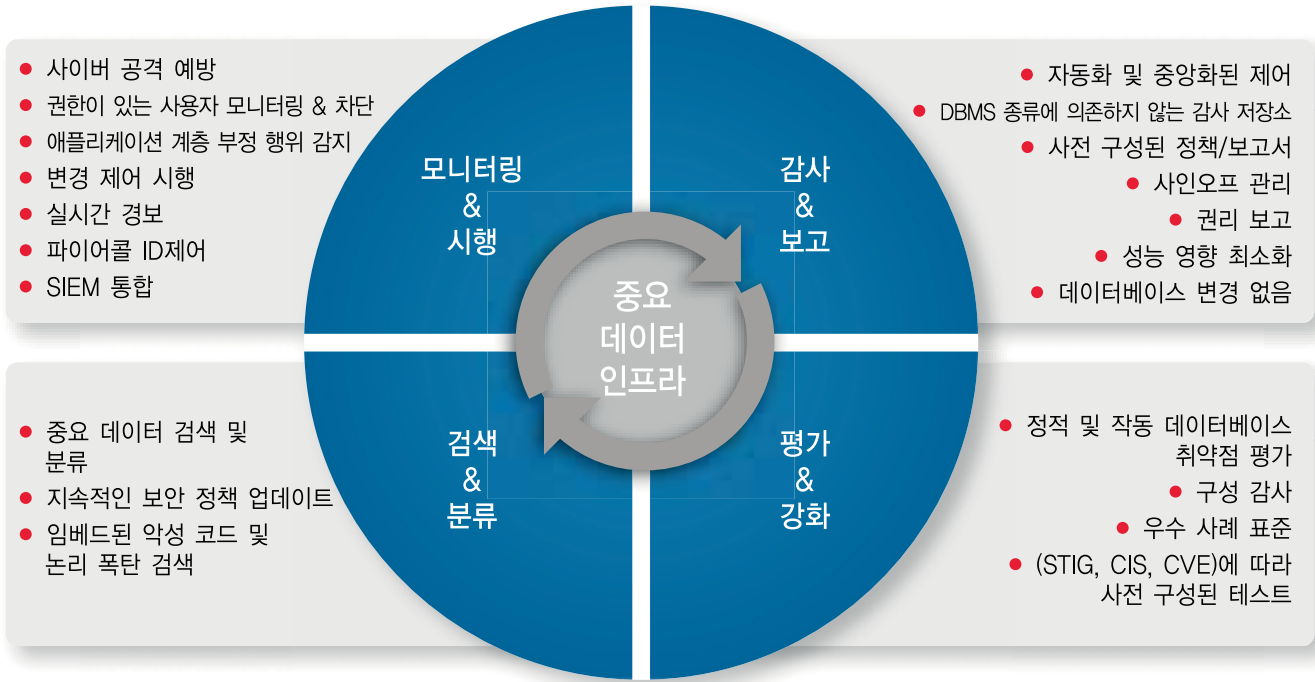 ● 사이버 공격 예방
● 권한이 있는 사용자 모니터링 & 차단
● 애플리케이션 계층 부정 행위 감지
● 변경 제어 시행
● 실시간 경보
● 파이어콜 ID제어
● SIEM 통합
모니터링
&
시행
감사
&
보고
● 자동화 및 중앙화된 제어
● DBMS 종류에 의존하지 않는 감사 저장소
● 사전 구성된 정책/보고서
● 사인오프 관리
● 권리 보고
● 성능 영향 최소화
● 데이터베이스 변경 없음
중요
데이터
인프라
● 중요 데이터 검색 및
분류
● 지속적인 보안 정책 업데이트
● 임베드된 악성 코드 및
논리 폭탄 검색
검색
&
분류
평가
&
강화
● 정적 및 작동 데이터베이스
취약점 평가
● 구성 감사
● 우수 사례 표준
● (STIG, CIS, CVE)에 따라
사전 구성된 테스트